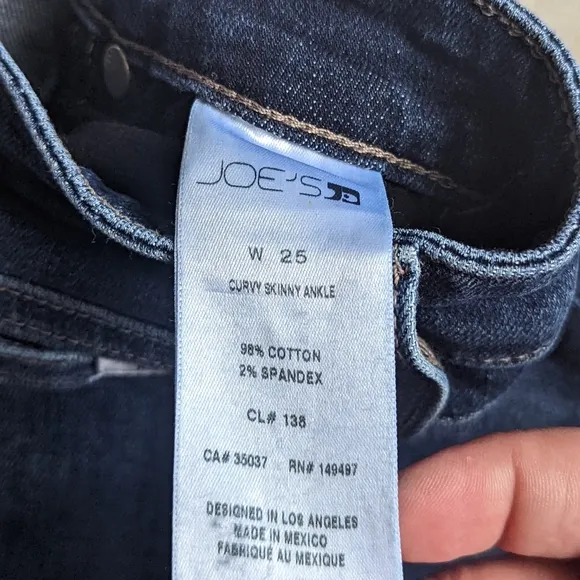 JOE'S
W 25
CURVY SKINNY ANKLE
98% COTTON
2% SPANDEX
CL# 138
CA# 35037 RN# 149497
DESIGNED IN LOS ANGELES
MADE IN MEXICO
FABRIQUÉ AU MEXIQUE